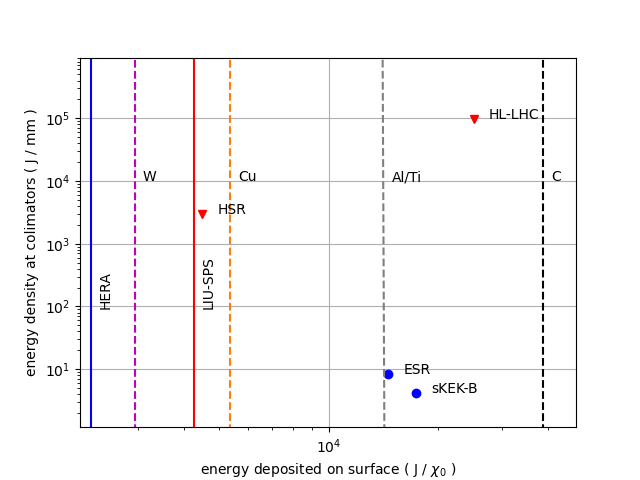 energy density at colimators ( J / mm )
10⁵
10⁴
10³
10²
10¹
HL-LHC
W
Cu
Al/Ti
C
HSR
HERA
LIU-SPS
ESR
sKEK-B
10⁴
energy deposited on surface ( J / χ₀ )